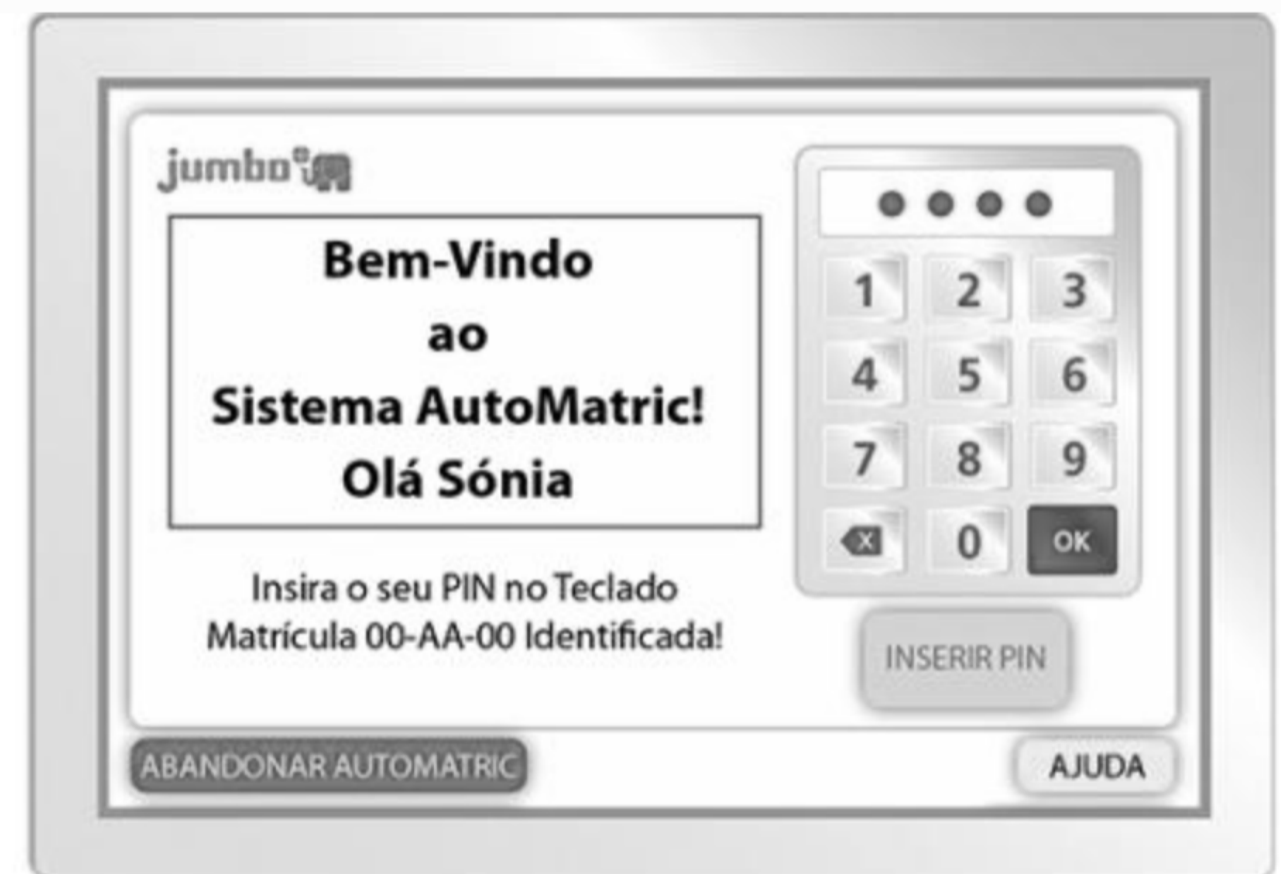 jumbo
Bem-Vindo
ao
Sistema AutoMatric!
Olá Sónia
Insira o seu PIN no Teclado
Matrícula 00-AA-00 Identificada!
1 2 3
4 5 6
7 8 9
X 0 OK
INSERIR PIN
ABANDONAR AUTOMATRIC
AJUDA